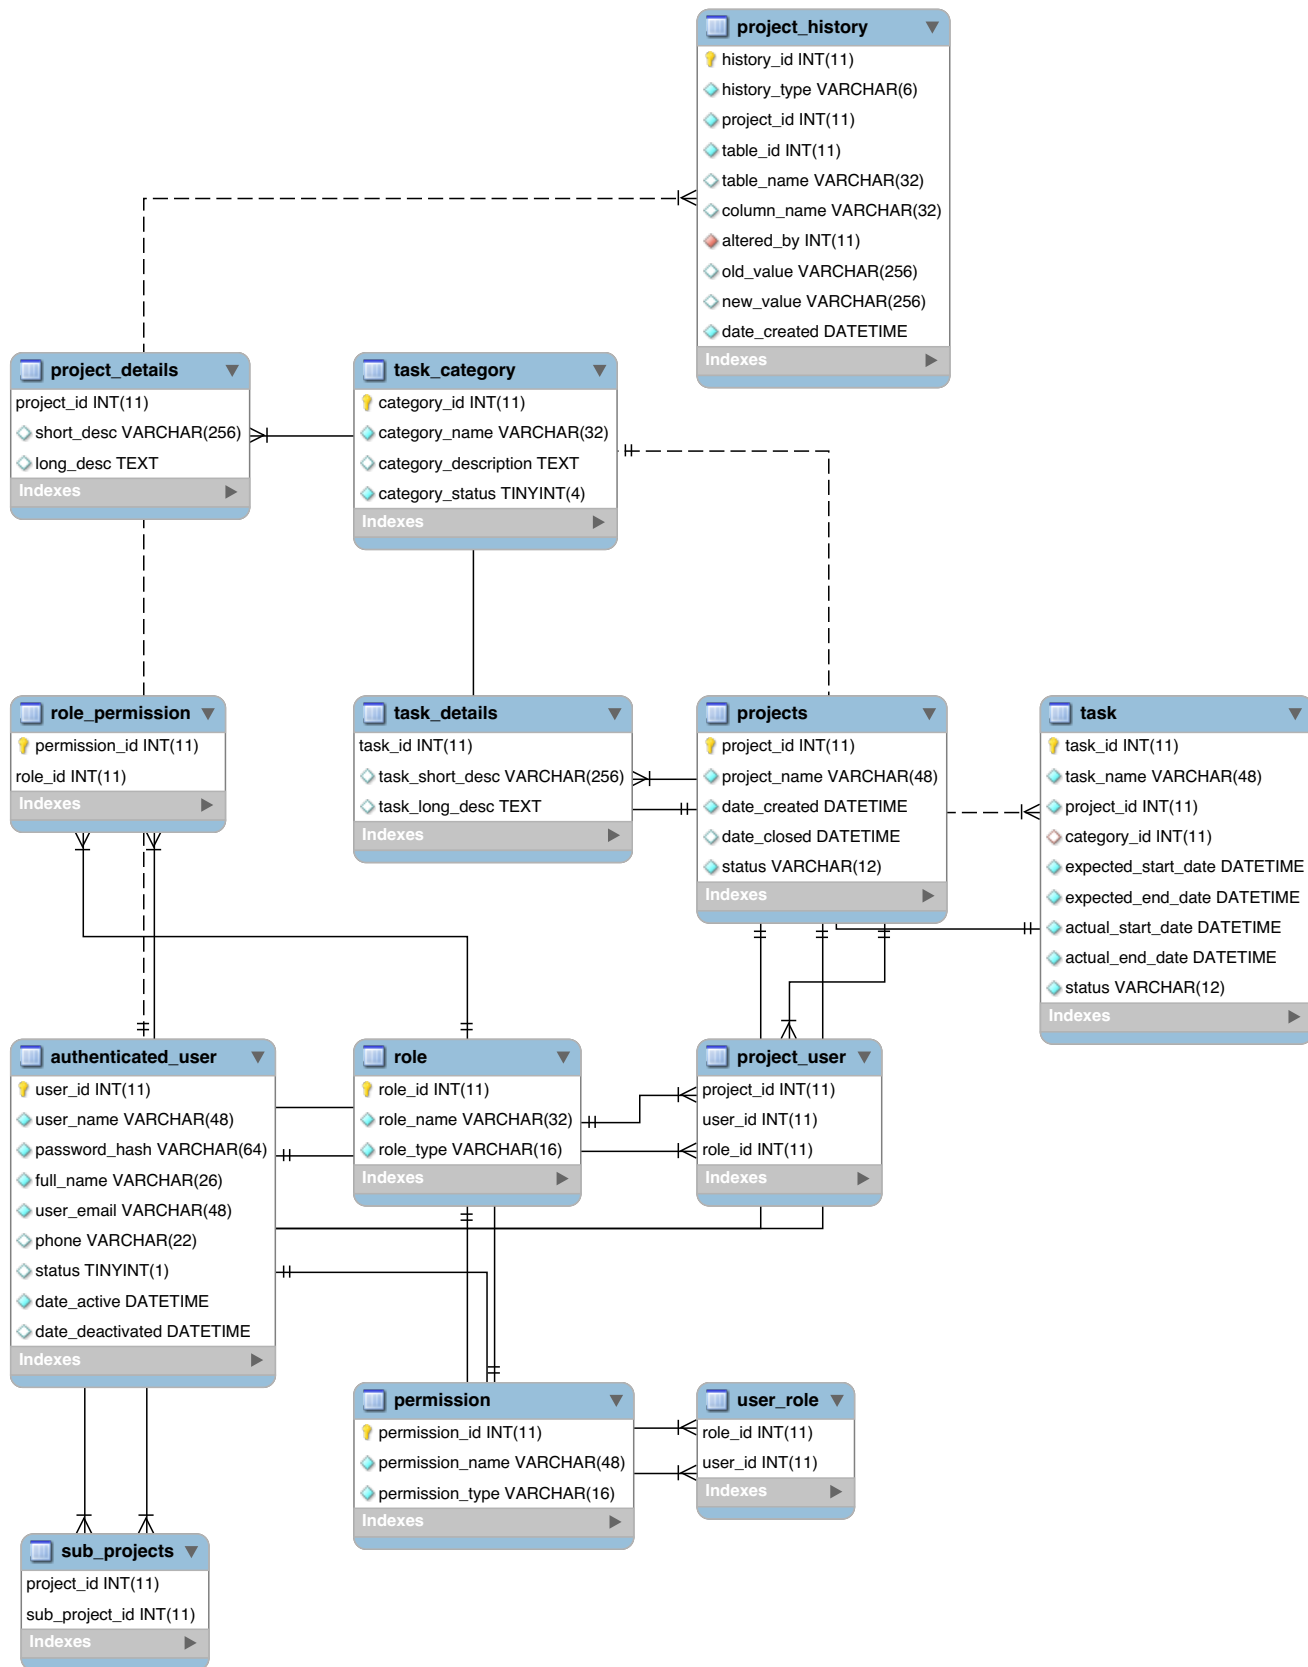 project_history
history_id INT(11)
history_type VARCHAR(6)
project_id INT(11)
table_id INT(11)
table_name VARCHAR(32)
column_name VARCHAR(32)
altered_by INT(11)
old_value VARCHAR(256)
new_value VARCHAR(256)
date_created DATETIME
Indexes
project_details
project_id INT(11)
short_desc VARCHAR(256)
long_desc TEXT
Indexes
task_category
category_id INT(11)
category_name VARCHAR(32)
category_description TEXT
category_status TINYINT(4)
Indexes
role_permission
permission_id INT(11)
role_id INT(11)
Indexes
task_details
task_id INT(11)
task_short_desc VARCHAR(256)
task_long_desc TEXT
Indexes
projects
project_id INT(11)
project_name VARCHAR(48)
date_created DATETIME
date_closed DATETIME
status VARCHAR(12)
Indexes
task
task_id INT(11)
task_name VARCHAR(48)
project_id INT(11)
category_id INT(11)
expected_start_date DATETIME
expected_end_date DATETIME
actual_start_date DATETIME
actual_end_date DATETIME
status VARCHAR(12)
Indexes
authenticated_user
user_id INT(11)
user_name VARCHAR(48)
password_hash VARCHAR(64)
full_name VARCHAR(26)
user_email VARCHAR(48)
phone VARCHAR(22)
status TINYINT(1)
date_active DATETIME
date_deactivated DATETIME
Indexes
role
role_id INT(11)
role_name VARCHAR(32)
role_type VARCHAR(16)
Indexes
project_user
project_id INT(11)
user_id INT(11)
role_id INT(11)
Indexes
permission
permission_id INT(11)
permission_name VARCHAR(48)
permission_type VARCHAR(16)
Indexes
user_role
role_id INT(11)
user_id INT(11)
Indexes
sub_projects
project_id INT(11)
sub_project_id INT(11)
Indexes